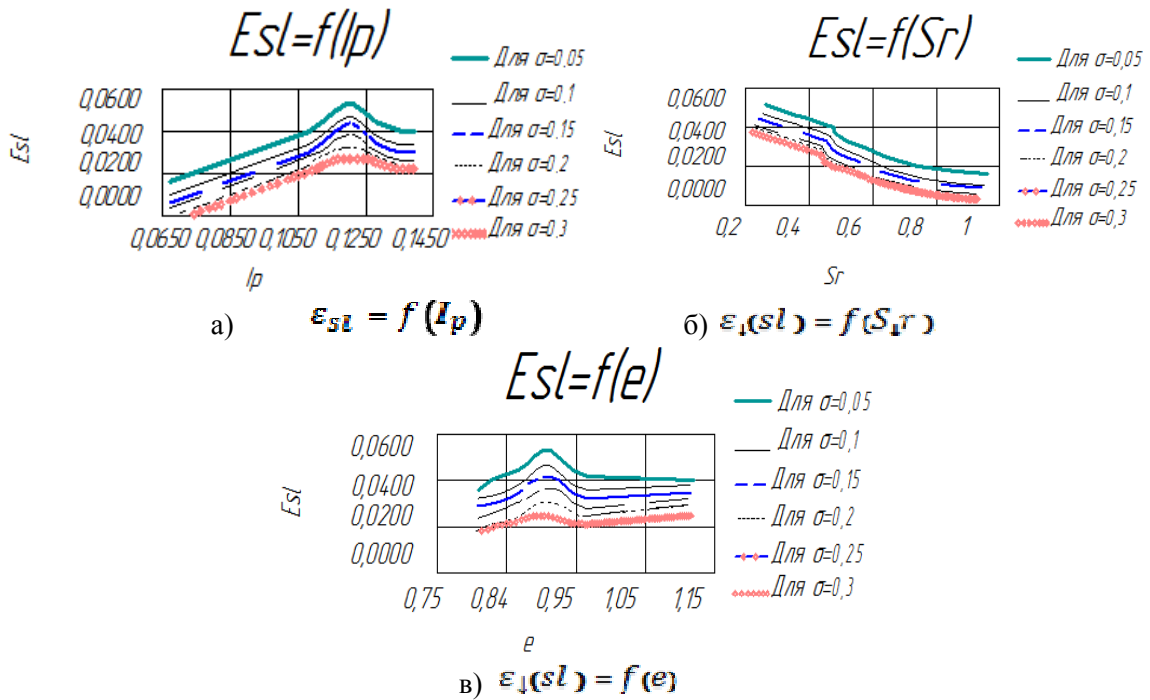 Esl=f(Ip)
Esl
0,0600
0,0400
0,0200
0,0000
0,0650 0,0850 0,1050 0,1250 0,1450
Ip
Для σ=0,05
Для σ=0,1
Для σ=0,15
Для σ=0,2
Для σ=0,25
Для σ=0,3
а) εsl = f(Ip)
Esl=f(Sr)
Esl
0,0600
0,0400
0,0200
0,0000
0,2 0,4 0,6 0,8 1
Sr
Для σ=0,05
Для σ=0,1
Для σ=0,15
Для σ=0,2
Для σ=0,25
Для σ=0,3
б) ε↓(sl) = f(S↓r)
Esl=f(e)
Esl
0,0600
0,0400
0,0200
0,0000
0,75 0,84 0,95 1,05 1,15
e
Для σ=0,05
Для σ=0,1
Для σ=0,15
Для σ=0,2
Для σ=0,25
Для σ=0,3
в) ε↓(sl) = f(e)